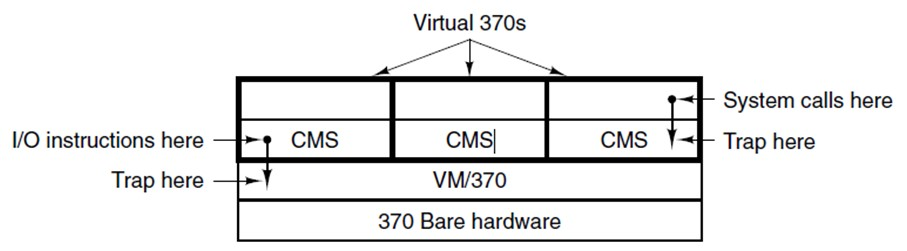 Virtual 370s
System calls here
I/O instructions here
CMS
CMS
CMS
Trap here
Trap here
VM/370
370 Bare hardware